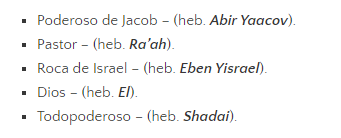 ▪ Poderoso de Jacob – (heb. Abir Yaacov).
▪ Pastor – (heb. Ra’ah).
▪ Roca de Israel – (heb. Eben Yisrael).
▪ Dios – (heb. El).
▪ Todopoderoso – (heb. Shadai).